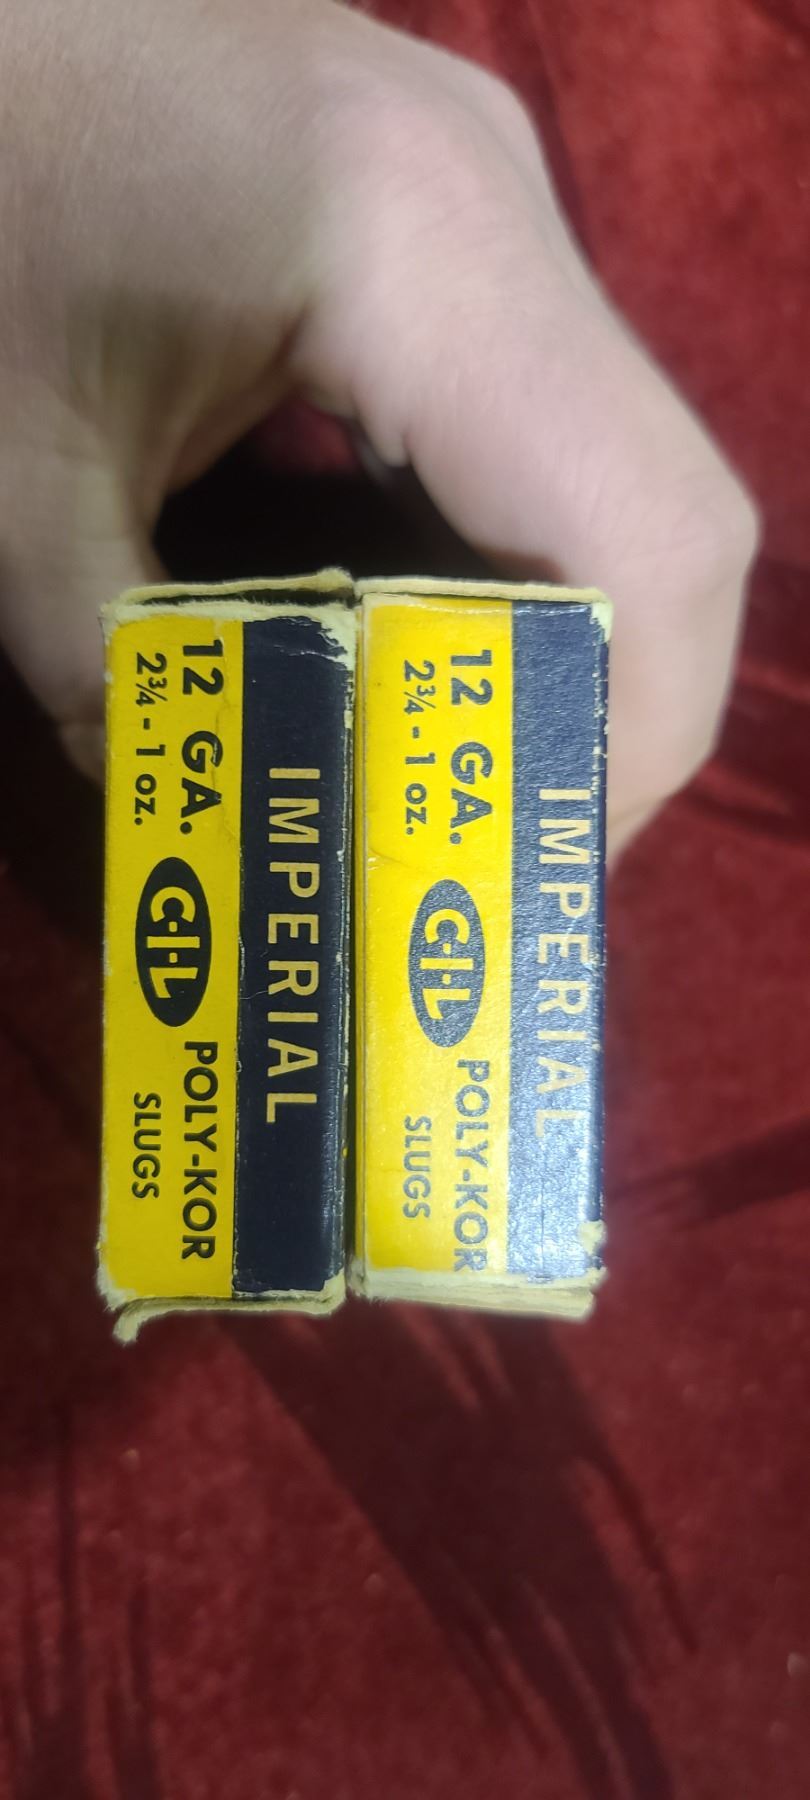 IMPERIAL
12 GA.
2¾ - 1 oz.
C·I·L
POLY-KOR
SLUGS
IMPERIAL
12 GA.
2¾ - 1 oz.
C·I·L
POLY-KOR
SLUGS